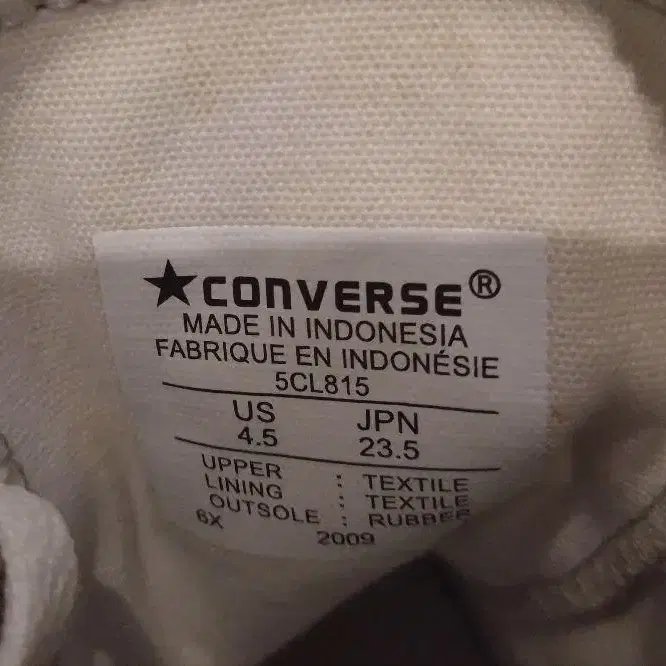 ★CONVERSE®
MADE IN INDONESIA
FABRIQUE EN INDONÉSIE
5CL815
US JPN
4.5 23.5
UPPER : TEXTILE
LINING : TEXTILE
OUTSOLE : RUBBER
6X 2009